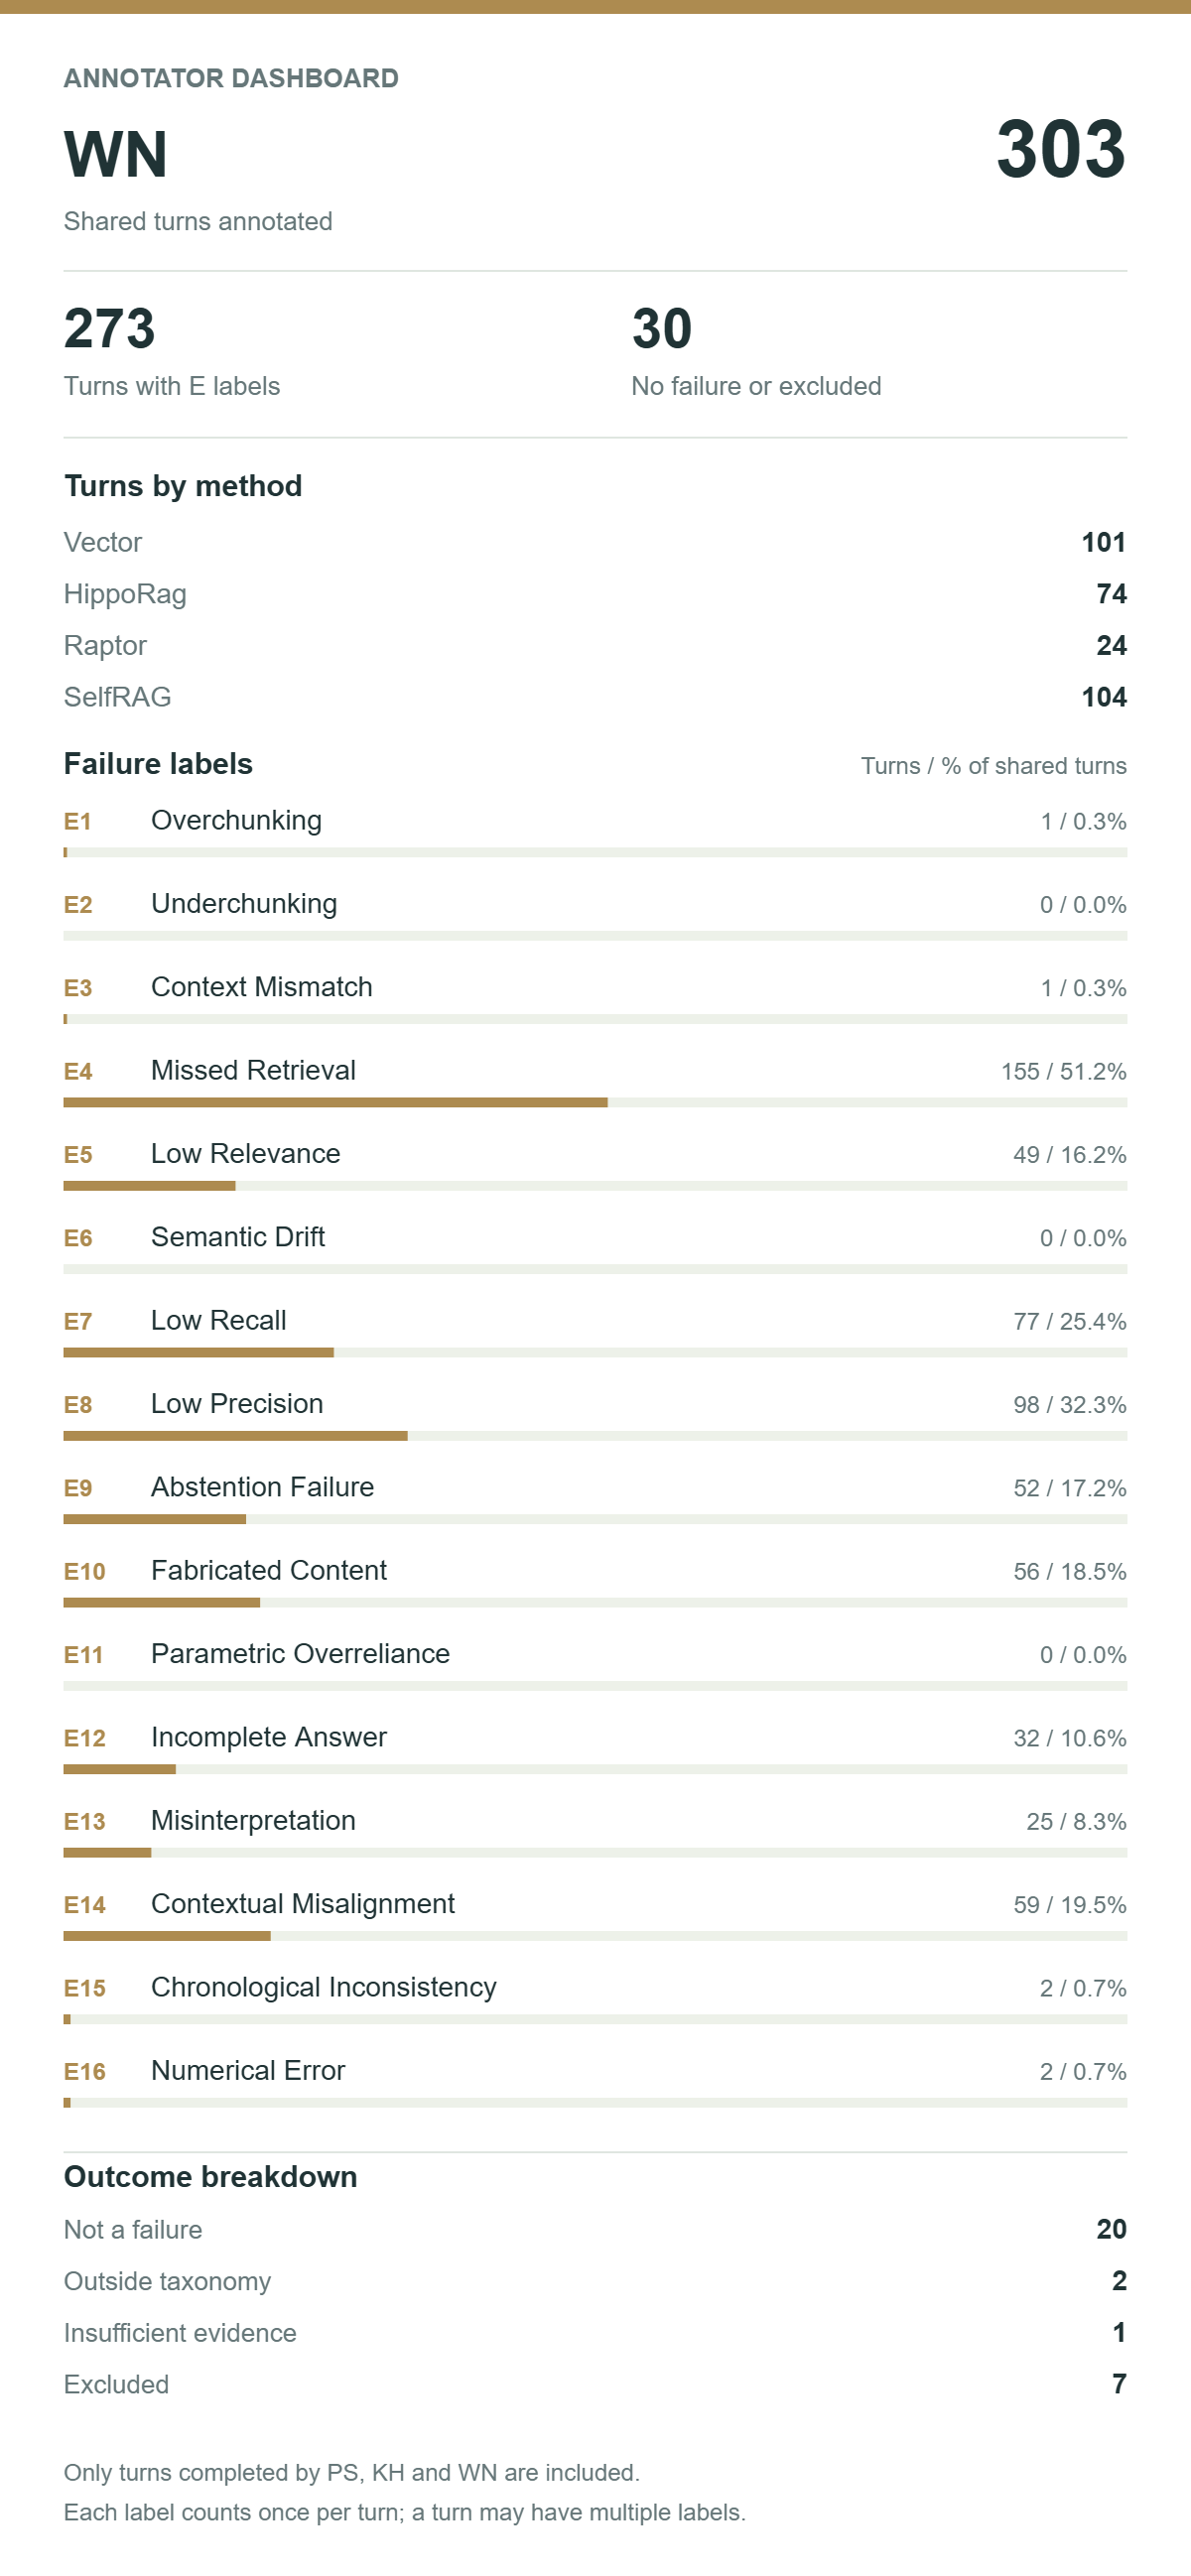 ANNOTATOR DASHBOARD
WN 303
Shared turns annotated
273 30
Turns with E labels No failure or excluded
Turns by method
Vector 101
HippoRag 74
Raptor 24
SelfRAG 104
Failure labels Turns / % of shared turns
E1 Overchunking 1 / 0.3%
E2 Underchunking 0 / 0.0%
E3 Context Mismatch 1 / 0.3%
E4 Missed Retrieval 155 / 51.2%
E5 Low Relevance 49 / 16.2%
E6 Semantic Drift 0 / 0.0%
E7 Low Recall 77 / 25.4%
E8 Low Precision 98 / 32.3%
E9 Abstention Failure 52 / 17.2%
E10 Fabricated Content 56 / 18.5%
E11 Parametric Overreliance 0 / 0.0%
E12 Incomplete Answer 32 / 10.6%
E13 Misinterpretation 25 / 8.3%
E14 Contextual Misalignment 59 / 19.5%
E15 Chronological Inconsistency 2 / 0.7%
E16 Numerical Error 2 / 0.7%
Outcome breakdown
Not a failure 20
Outside taxonomy 2
Insufficient evidence 1
Excluded 7
Only turns completed by PS, KH and WN are included.
Each label counts once per turn; a turn may have multiple labels.